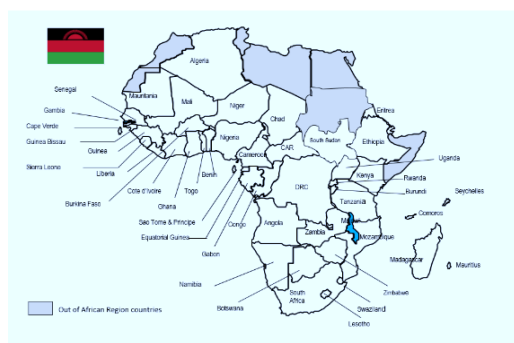 Algeria
Senegal
Mauritania
Mali
Niger
Chad
Eritrea
Gambia
Cape Verde
Guinea Bissau
Guinea
Nigeria
South Sudan
Ethiopia
Sierra Leone
Liberia
Benin
Cameroon
CAR
Uganda
Burkina Faso
Cote d'Ivoire
Togo
Ghana
Kenya
Rwanda
Sao Tome & Principe
Equatorial Guinea
Congo
DRC
Burundi
Seychelles
Tanzania
Gabon
Angola
Comoros
Zambia
Mozambique
Madagascar
Mauritius
Namibia
Botswana
South
Africa
Zimbabwe
Swaziland
Lesotho
Out of African Region countries